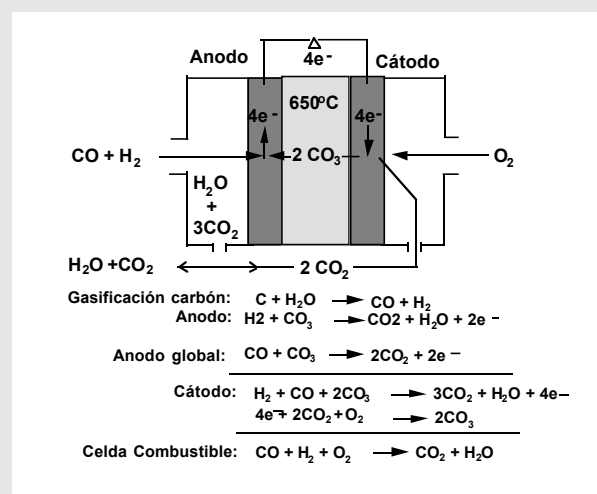 Anodo
4e⁻
Cátodo
650ºC
4e⁻
4e⁻
CO + H₂
2 CO₃
O₂
H₂O
+
3CO₂
H₂O +CO₂
2 CO₂
Gasificación carbón: C + H₂O → CO + H₂
Anodo: H2 + CO₃ → CO2 + H₂O + 2e⁻
Anodo global: CO + CO₃ → 2CO₂ + 2e⁻
Cátodo: H₂ + CO + 2CO₃ → 3CO₂ + H₂O + 4e–
4e⁻+ 2CO₂ + O₂ → 2CO₃
Celda Combustible: CO + H₂ + O₂ → CO₂ + H₂O